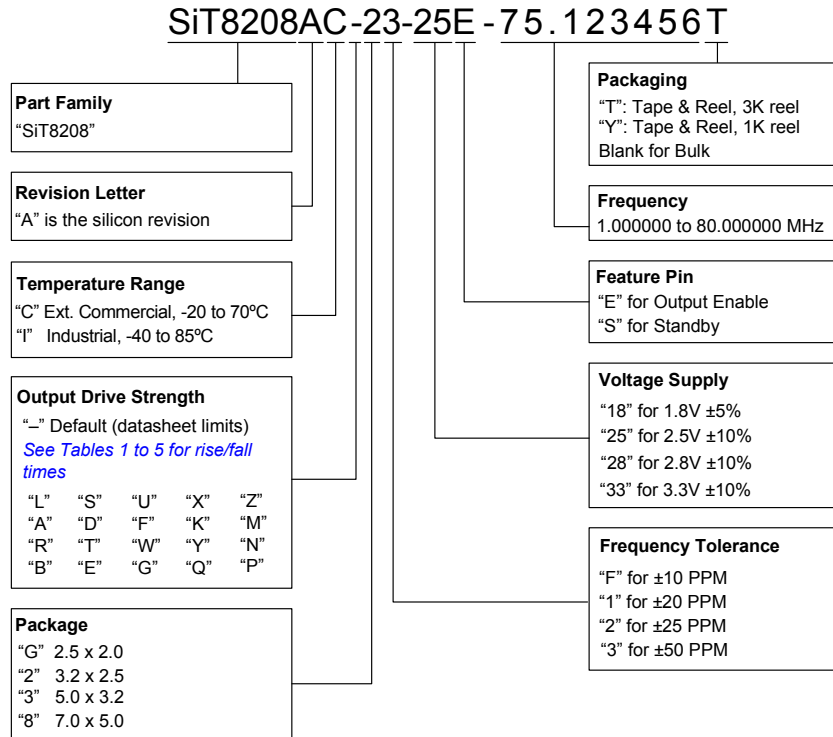 SiT8208AC-23-25E-75.123456T
Part Family
“SiT8208”
Revision Letter
“A” is the silicon revision
Temperature Range
“C” Ext. Commercial, -20 to 70ºC
“I” Industrial, -40 to 85ºC
Output Drive Strength
“–” Default (datasheet limits)
See Tables 1 to 5 for rise/fall
times
“L” “S” “U” “X” “Z”
“A” “D” “F” “K” “M”
“R” “T” “W” “Y” “N”
“B” “E” “G” “Q” “P”
Package
“G” 2.5 x 2.0
“2” 3.2 x 2.5
“3” 5.0 x 3.2
“8” 7.0 x 5.0
Packaging
“T”: Tape & Reel, 3K reel
“Y”: Tape & Reel, 1K reel
Blank for Bulk
Frequency
1.000000 to 80.000000 MHz
Feature Pin
“E” for Output Enable
“S” for Standby
Voltage Supply
“18” for 1.8V ±5%
“25” for 2.5V ±10%
“28” for 2.8V ±10%
“33” for 3.3V ±10%
Frequency Tolerance
“F” for ±10 PPM
“1” for ±20 PPM
“2” for ±25 PPM
“3” for ±50 PPM